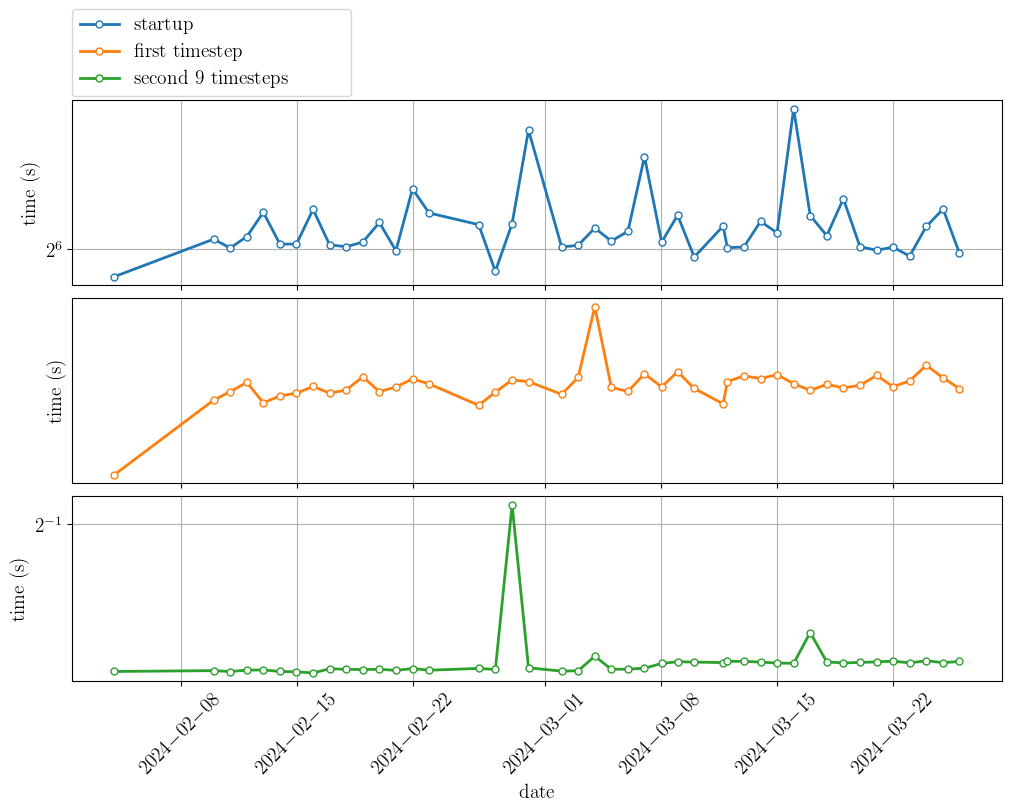 startup
first timestep
second 9 timesteps
time (s)
2^6
time (s)
2^{-1}
time (s)
2024−02−08
2024−02−15
2024−02−22
2024−03−01
2024−03−08
2024−03−15
2024−03−22
date